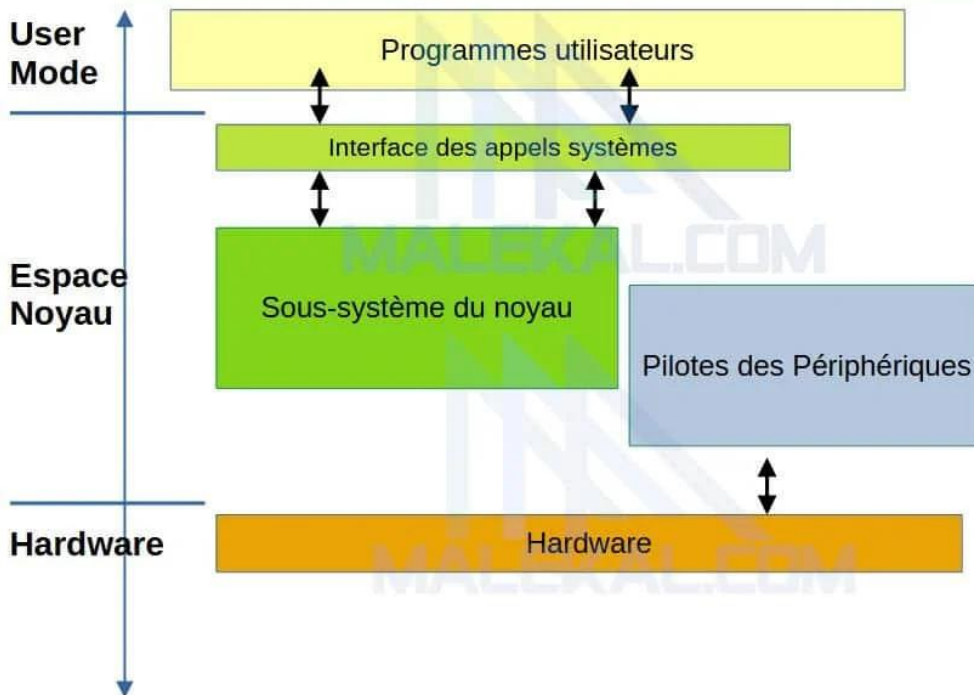 User
Mode
Programmes utilisateurs
Interface des appels systèmes
MALEKAL.COM
Espace
Noyau
Sous-système du noyau
Pilotes des Périphériques
Hardware
Hardware
MALEKAL.COM